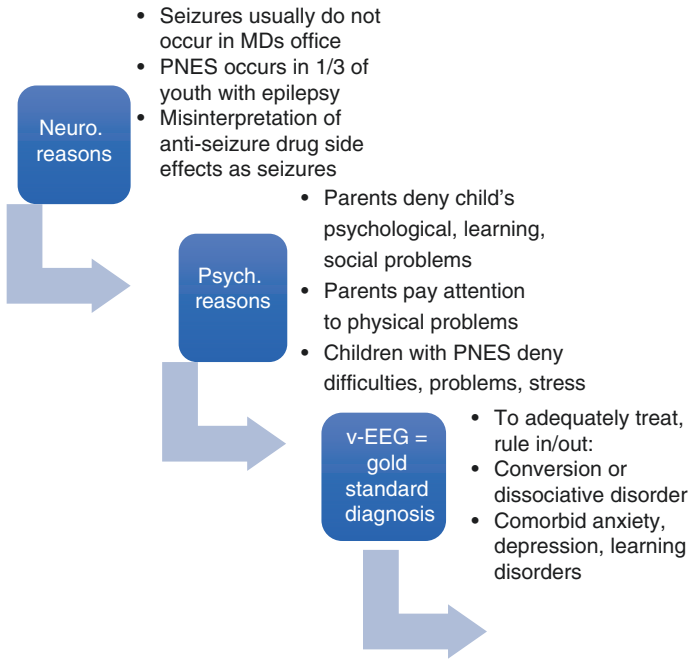 • Seizures usually do not
occur in MDs office
• PNES occurs in 1/3 of
youth with epilepsy
• Misinterpretation of
anti-seizure drug side
effects as seizures
Neuro.
reasons
• Parents deny child's
psychological, learning,
social problems
• Parents pay attention
to physical problems
• Children with PNES deny
difficulties, problems, stress
Psych.
reasons
v-EEG =
gold
standard
diagnosis
• To adequately treat,
rule in/out:
• Conversion or
dissociative disorder
• Comorbid anxiety,
depression, learning
disorders